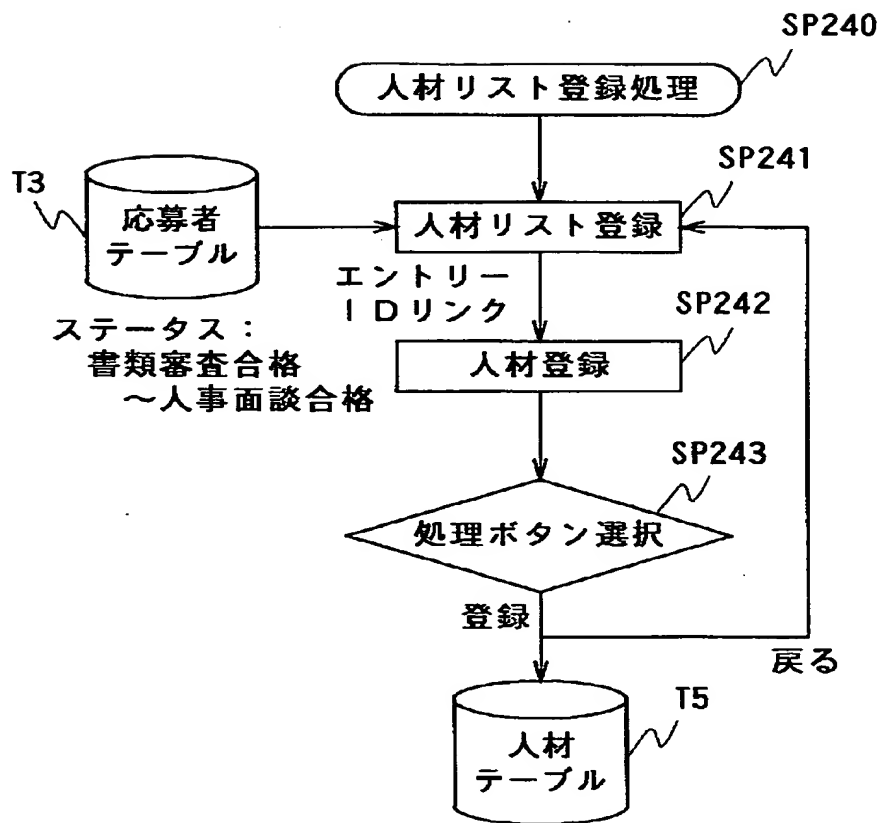 SP240
人材リスト登録処理
SP241
T3
応募者
テーブル
人材リスト登録
エントリー
IDリンク
ステータス：
書類審査合格
～人事面談合格
SP242
人材登録
SP243
処理ボタン選択
登録
戻る
T5
人材
テーブル